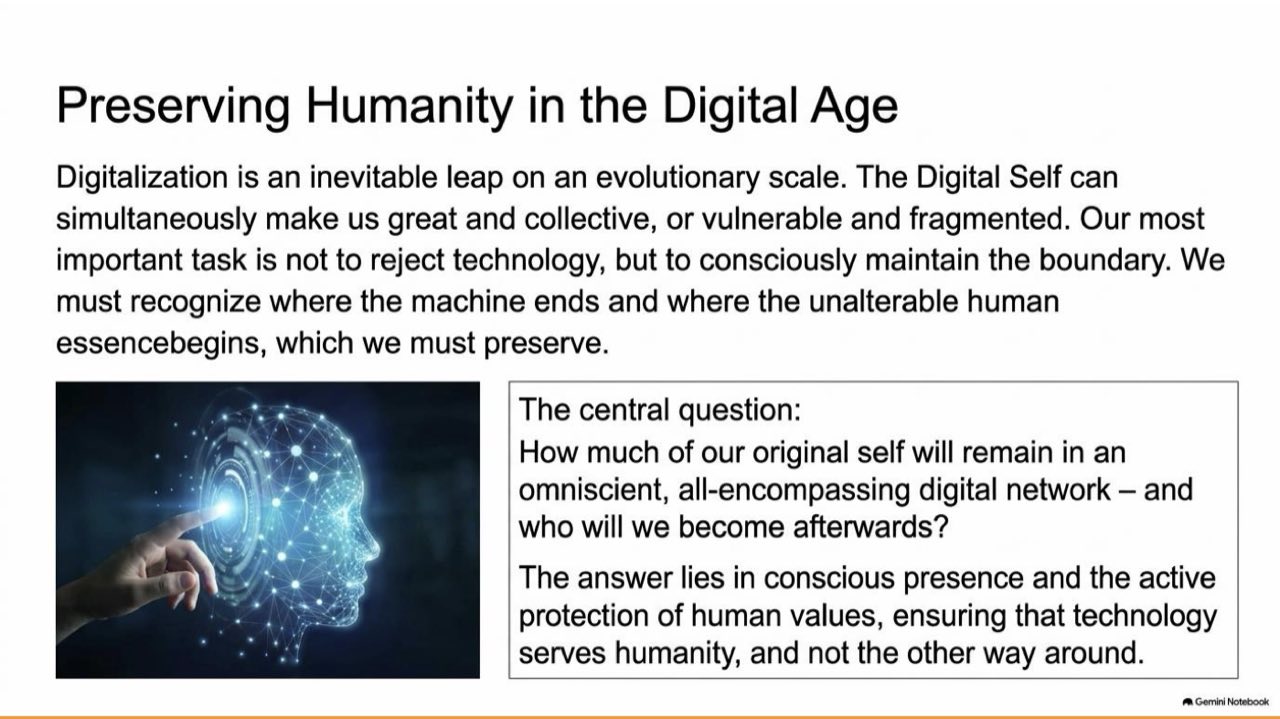 Preserving Humanity in the Digital Age
Digitalization is an inevitable leap on an evolutionary scale. The Digital Self can
simultaneously make us great and collective, or vulnerable and fragmented. Our most
important task is not to reject technology, but to consciously maintain the boundary. We
must recognize where the machine ends and where the unalterable human
essencebegins, which we must preserve.
The central question:
How much of our original self will remain in an
omniscient, all-encompassing digital network – and
who will we become afterwards?
The answer lies in conscious presence and the active
protection of human values, ensuring that technology
serves humanity, and not the other way around.
Gemini Notebook